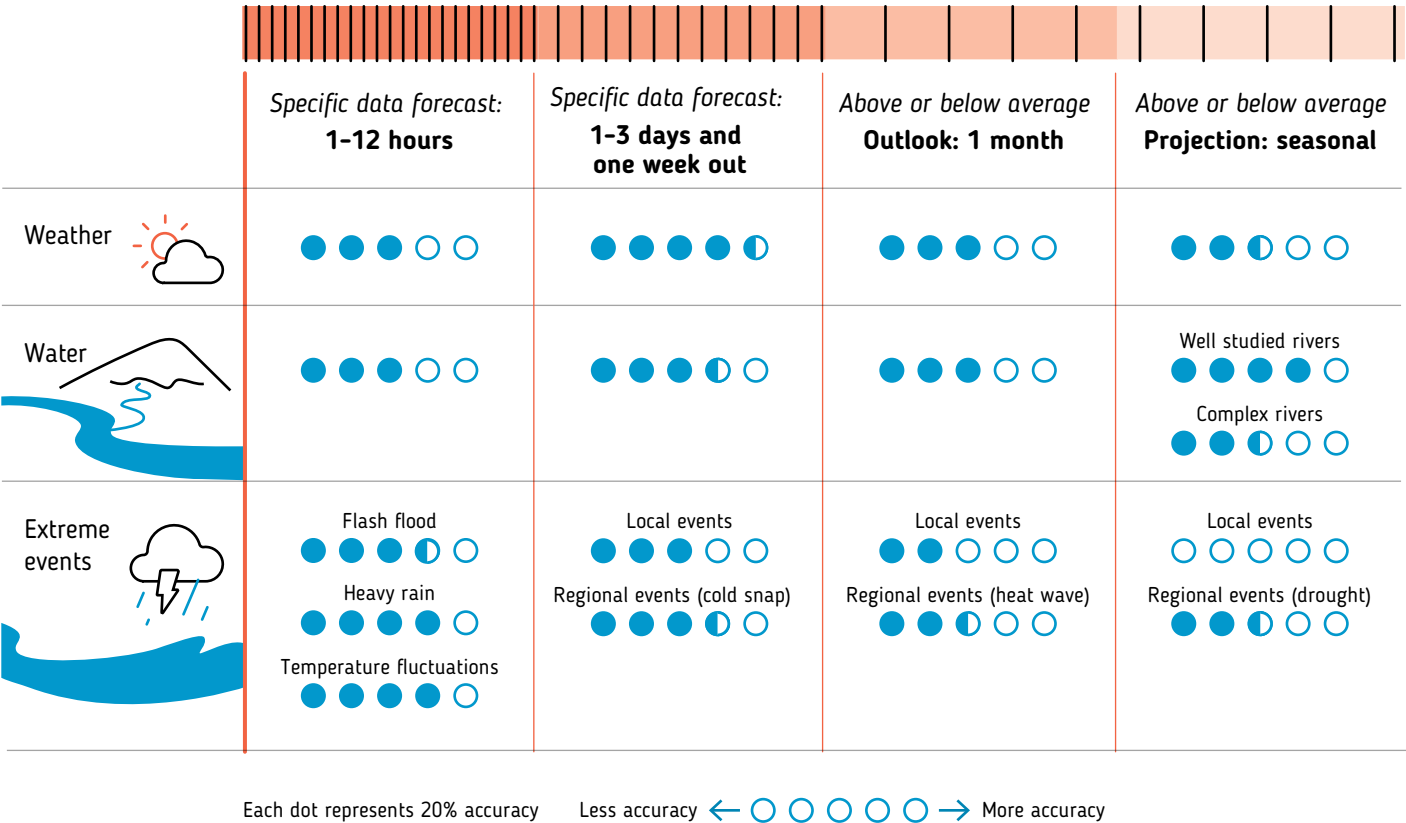 Specific data forecast:
1–12 hours
Specific data forecast:
1–3 days and
one week out
Above or below average
Outlook: 1 month
Above or below average
Projection: seasonal
Weather
Water
Well studied rivers
Complex rivers
Extreme
events
Flash flood
Heavy rain
Temperature fluctuations
Local events
Regional events (cold snap)
Local events
Regional events (heat wave)
Local events
Regional events (drought)
Each dot represents 20% accuracy
Less accuracy
More accuracy